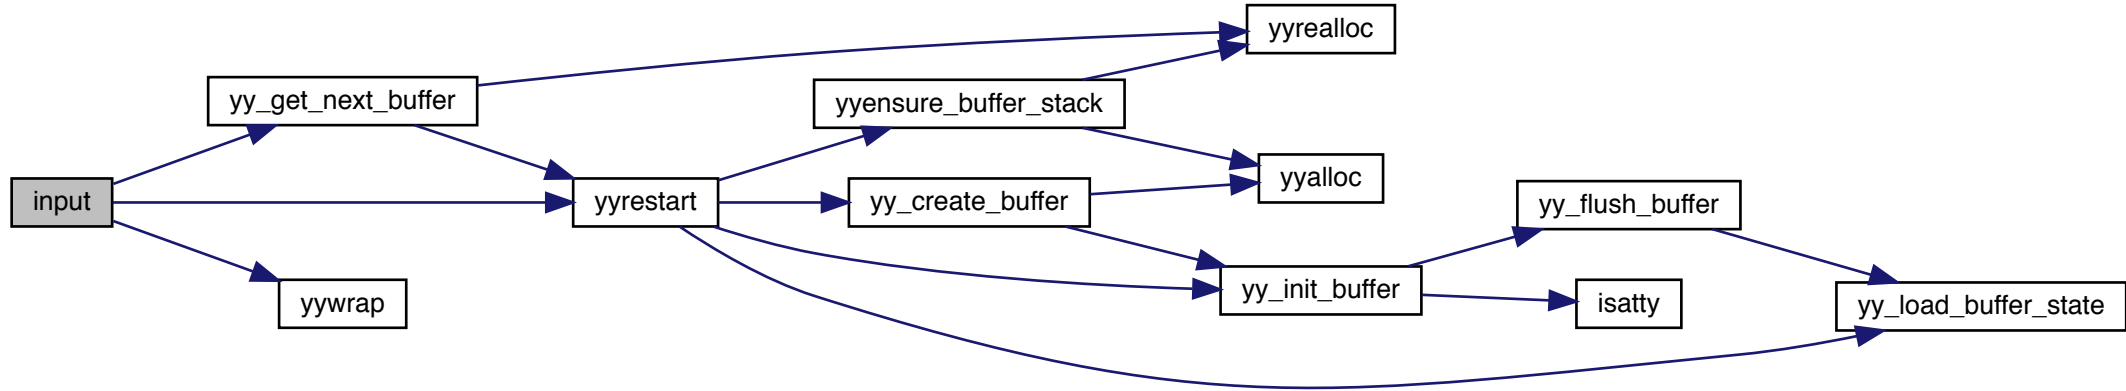 input
yy_get_next_buffer
yywrap
yyrestart
yyensure_buffer_stack
yy_create_buffer
yyrealloc
yyalloc
yy_init_buffer
yy_flush_buffer
isatty
yy_load_buffer_state